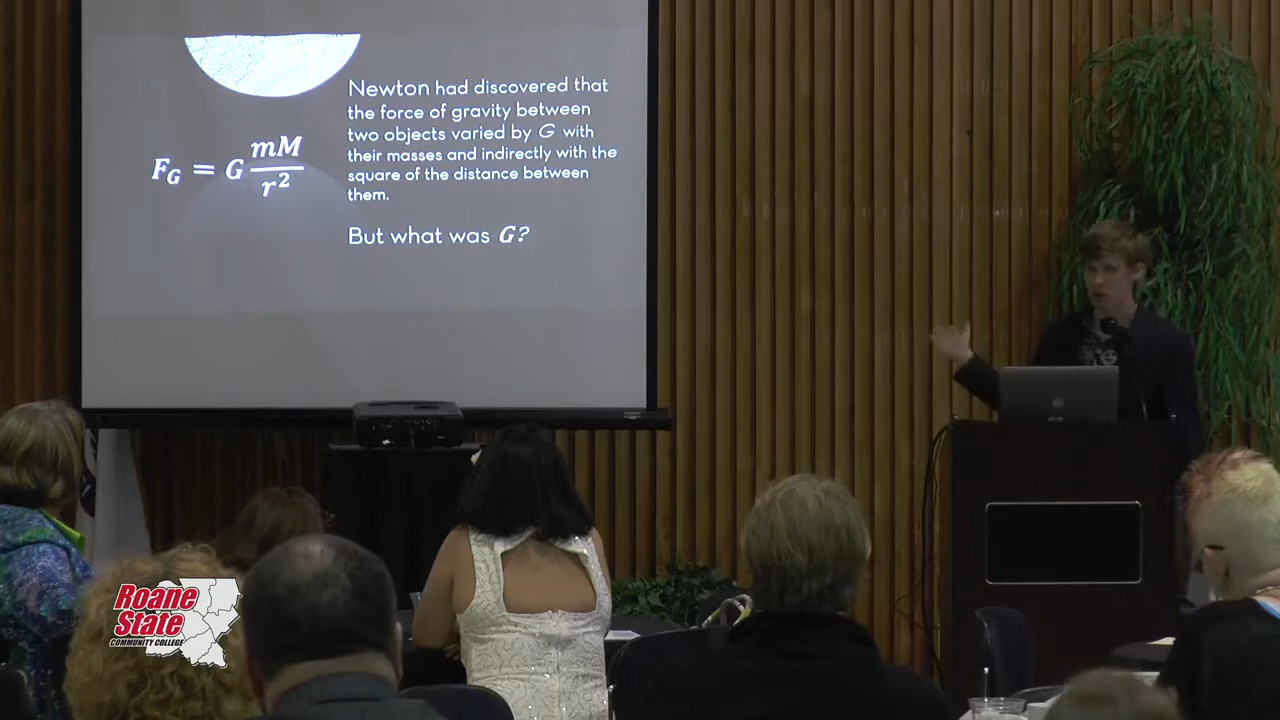 Newton had discovered that
the force of gravity between
two objects varied by G with
their masses and indirectly with the
square of the distance between
them.
F_G = G mM / r²
But what was G?
Roane
State
COMMUNITY COLLEGE